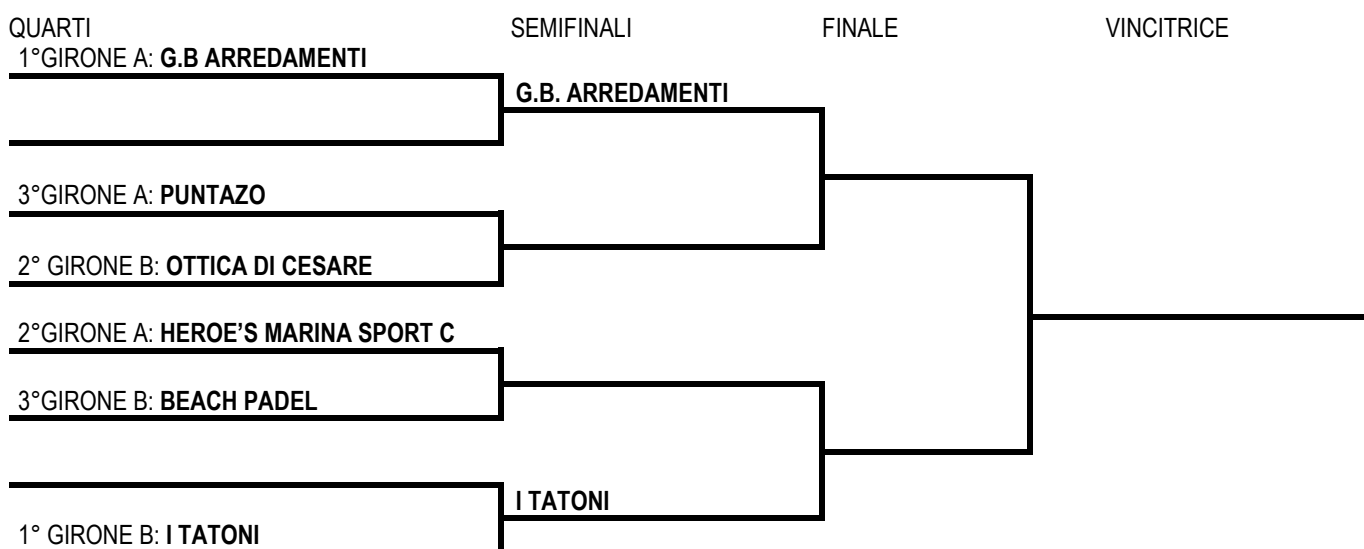 QUARTI SEMIFINALI FINALE VINCITRICE
1°GIRONE A: G.B ARREDAMENTI
G.B. ARREDAMENTI
3°GIRONE A: PUNTAZO
2° GIRONE B: OTTICA DI CESARE
2°GIRONE A: HEROE’S MARINA SPORT C
3°GIRONE B: BEACH PADEL
I TATONI
1° GIRONE B: I TATONI